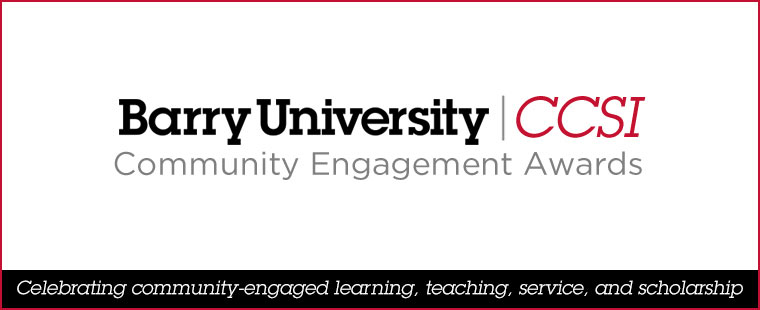 Barry University | CCSI
Community Engagement Awards
Celebrating community-engaged learning, teaching, service, and scholarship